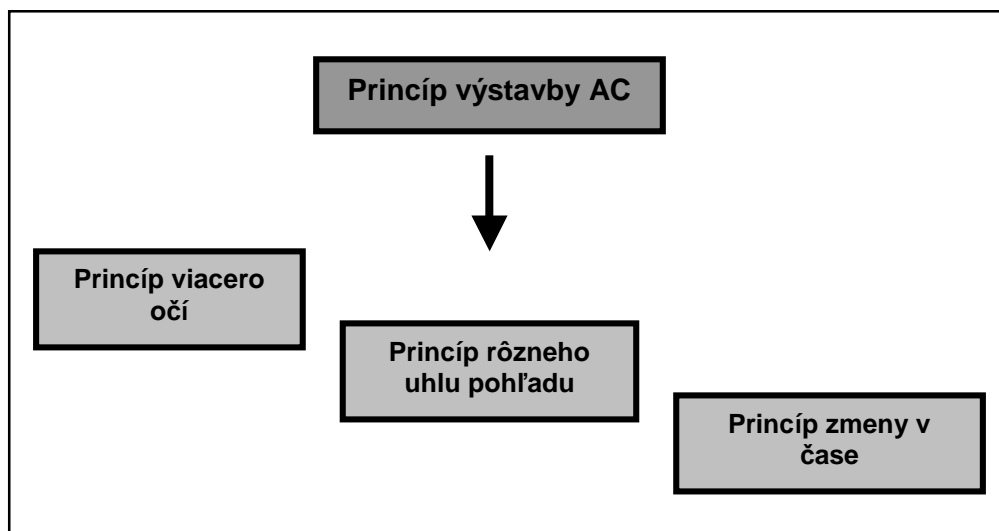 Princíp výstavby AC
Princíp viacero
očí
Princíp rôzneho
uhlu pohľadu
Princíp zmeny v
čase